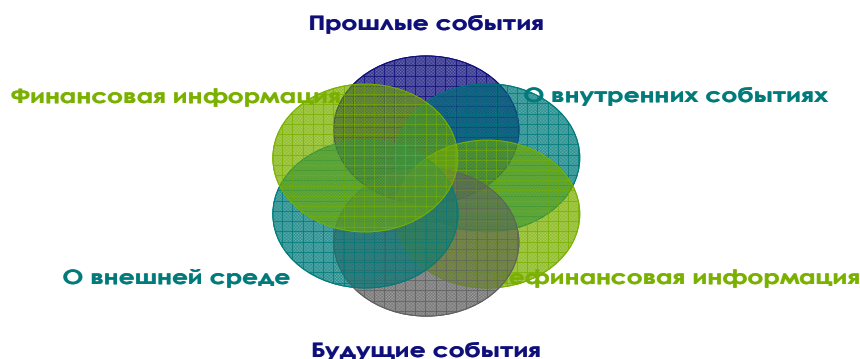 Прошлые события
Финансовая информация
О внутренних событиях
О внешней среде
ефинансовая информация
Будущие события